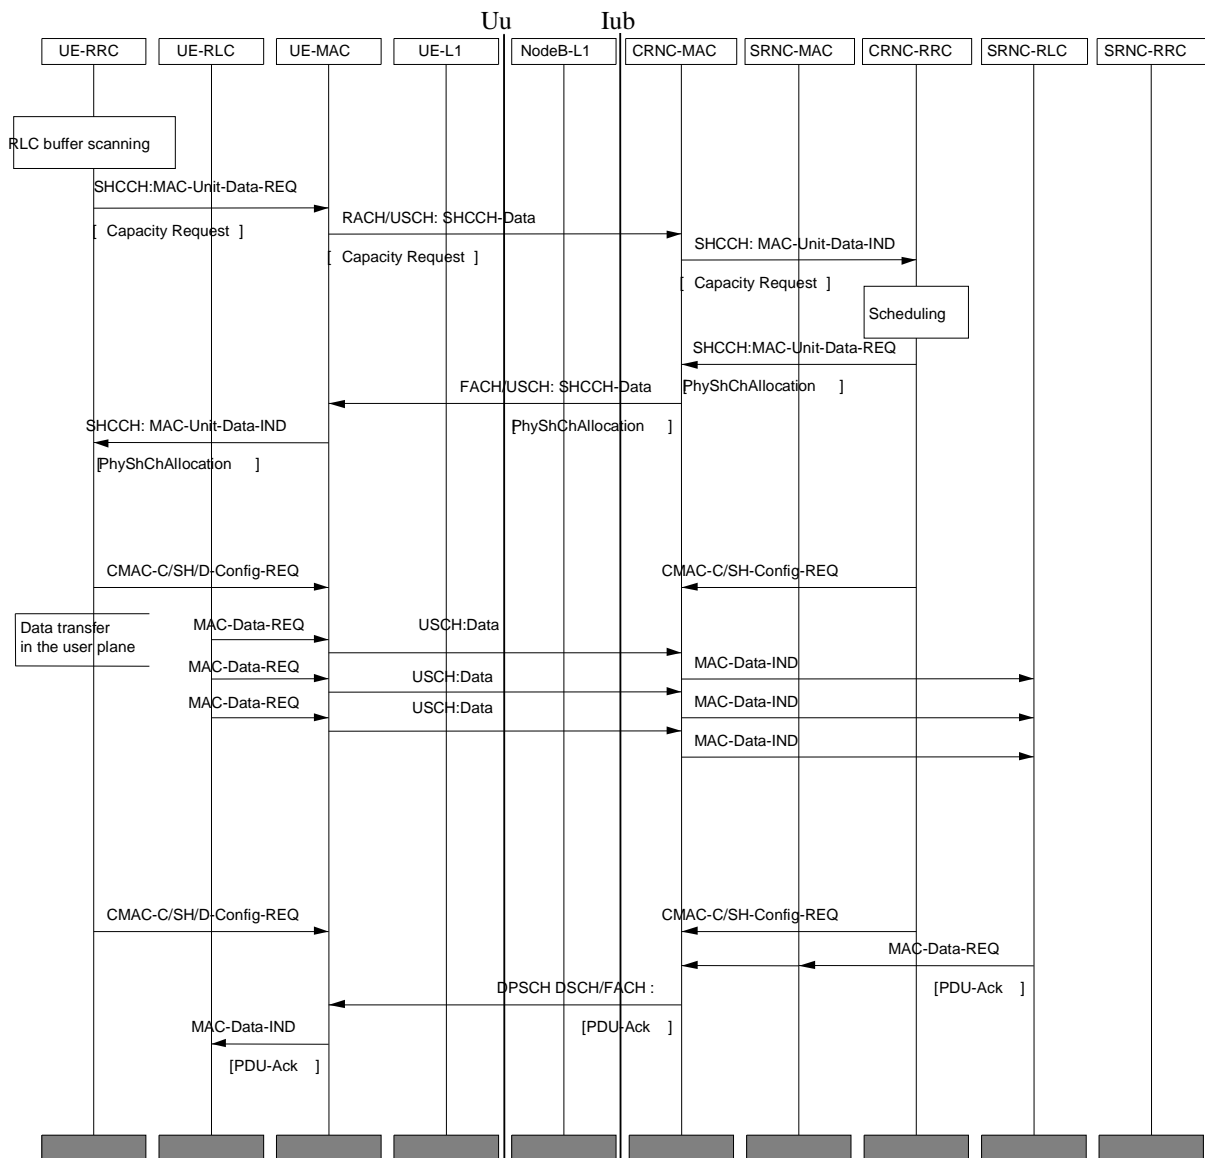 Uu Iub
UE-RRC UE-RLC UE-MAC UE-L1 NodeB-L1 CRNC-MAC SRNC-MAC CRNC-RRC SRNC-RLC SRNC-RRC
RLC buffer scanning
SHCCH:MAC-Unit-Data-REQ
[ Capacity Request ]
RACH/USCH: SHCCH-Data
[ Capacity Request ]
SHCCH: MAC-Unit-Data-IND
[ Capacity Request ]
Scheduling
SHCCH:MAC-Unit-Data-REQ
[PhyShChAllocation ]
FACH/USCH: SHCCH-Data
[PhyShChAllocation ]
SHCCH: MAC-Unit-Data-IND
[PhyShChAllocation ]
CMAC-C/SH/D-Config-REQ CMAC-C/SH-Config-REQ
Data transfer
in the user plane
MAC-Data-REQ USCH:Data
MAC-Data-IND
MAC-Data-REQ USCH:Data
MAC-Data-IND
MAC-Data-REQ USCH:Data
MAC-Data-IND
CMAC-C/SH/D-Config-REQ CMAC-C/SH-Config-REQ
MAC-Data-REQ
[PDU-Ack ]
DPSCH DSCH/FACH :
[PDU-Ack ]
MAC-Data-IND
[PDU-Ack ]